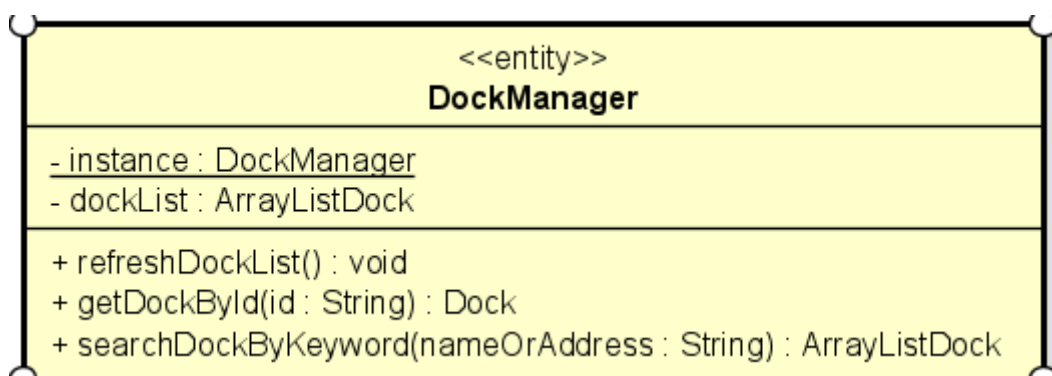 <<entity>>
DockManager
- instance : DockManager
- dockList : ArrayListDock
+ refreshDockList() : void
+ getDockById(id : String) : Dock
+ searchDockByKeyword(nameOrAddress : String) : ArrayListDock